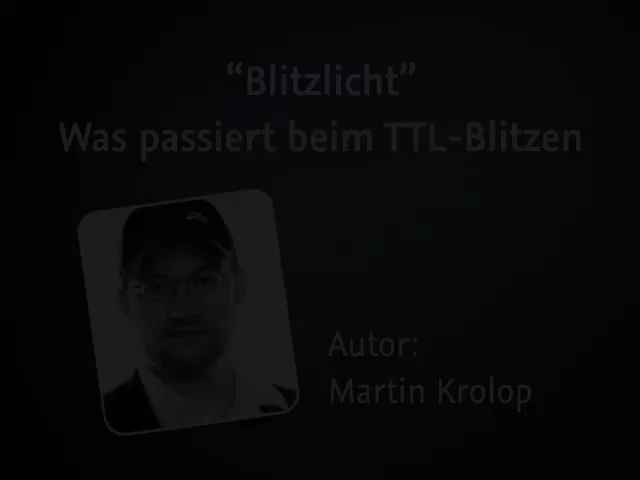 “Blitzlicht”
Was passiert beim TTL-Blitzen
Autor:
Martin Krolop